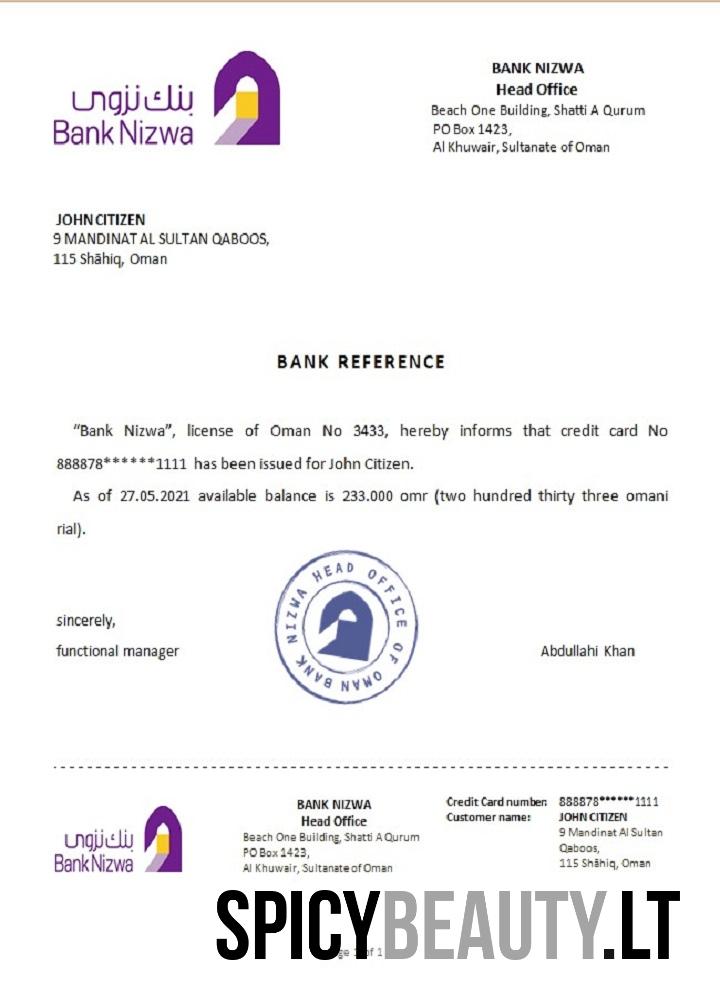 بنك نزوى
Bank Nizwa
BANK NIZWA
Head Office
Beach One Building, Shatti A Qurum
PO Box 1423,
Al Khuwair, Sultanate of Oman
JOHN CITIZEN
9 MANDINAT AL SULTAN QABOOS,
115 Shāhiq, Oman
BANK REFERENCE
“Bank Nizwa”, license of Oman No 3433, hereby informs that credit card No
888878******1111 has been issued for John Citizen.
As of 27.05.2021 available balance is 233.000 omr (two hundred thirty three omani
rial).
sincerely,
functional manager
BANK NIZWA HEAD OFFICE OF OMAN
Abdullahi Khan
بنك نزوى
Bank Nizwa
BANK NIZWA
Head Office
Beach One Building, Shatti A Qurum
PO Box 1423,
Al Khuwair, Sultanate of Oman
Credit Card number: 888878******1111
Customer name: JOHN CITIZEN
9 Mandinat Al Sultan
Qaboos,
115 Shāhiq, Oman
SPICYBEAUTY.LT
of 1